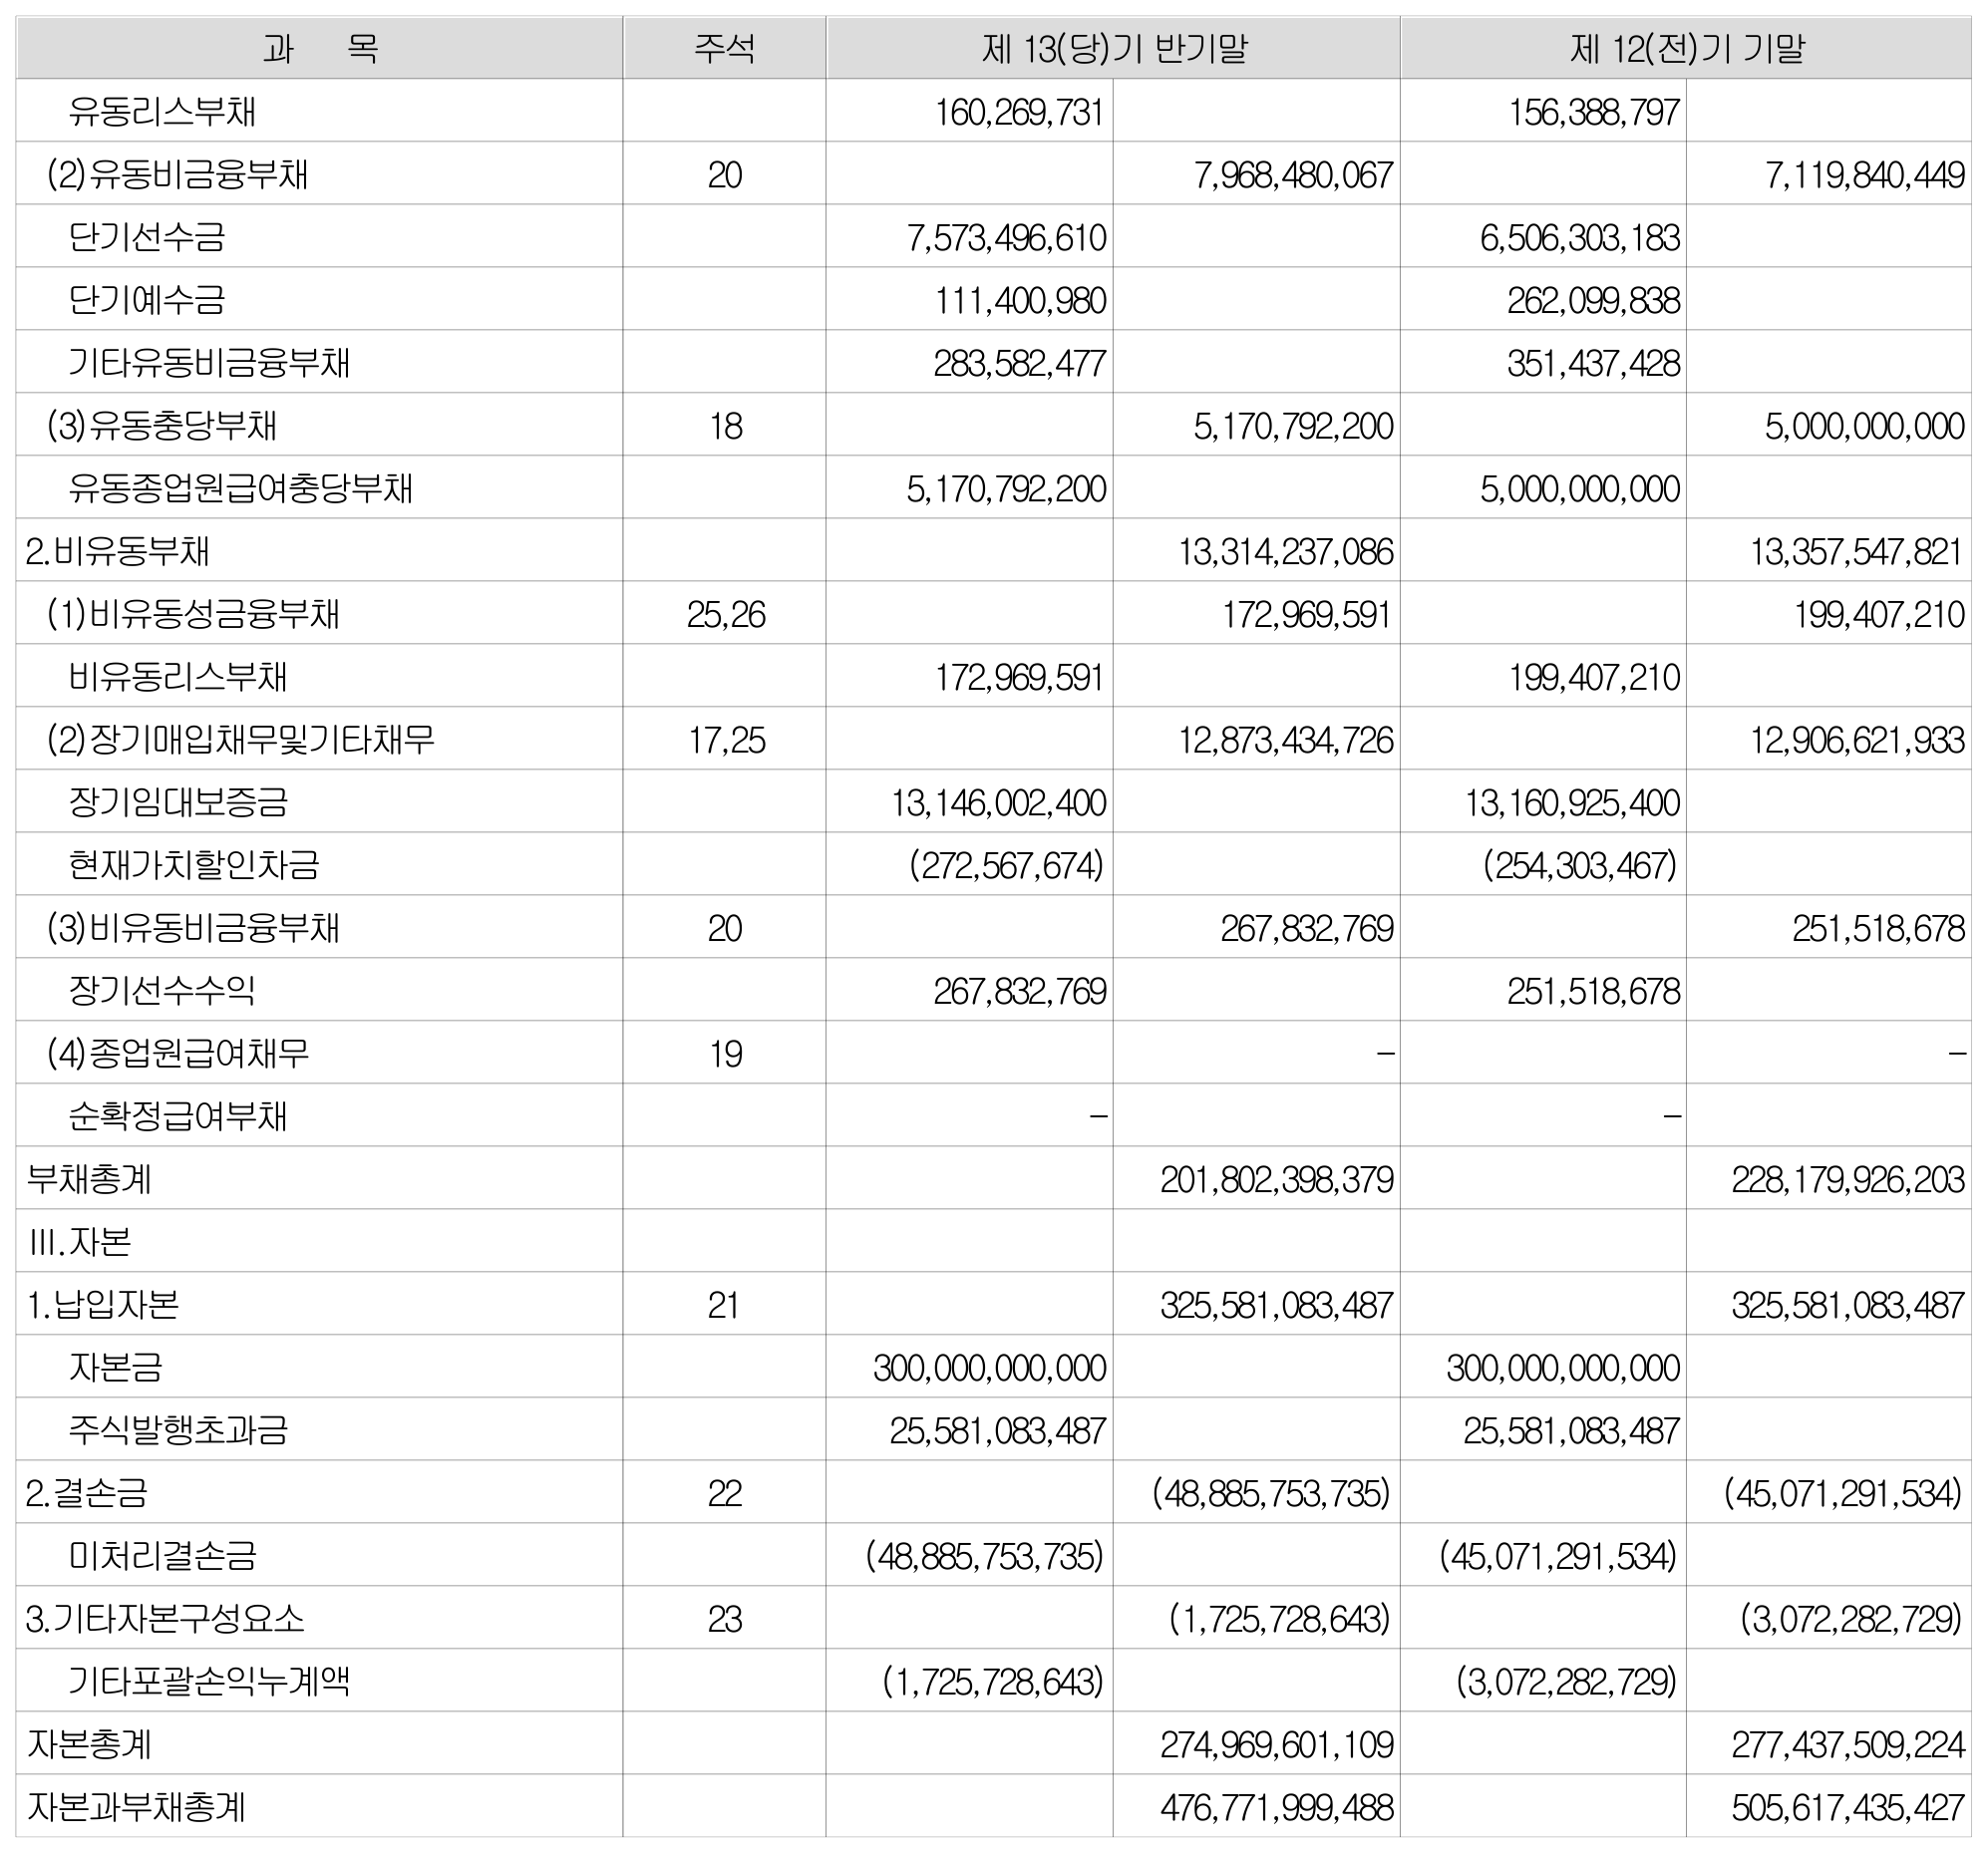 과 목 주석 제 13(당)기 반기말 제 12(전)기 기말
유동리스부채 160,269,731 156,388,797
(2)유동비금융부채 20 7,968,480,067 7,119,840,449
단기선수금 7,573,496,610 6,506,303,183
단기예수금 111,400,980 262,099,838
기타유동비금융부채 283,582,477 351,437,428
(3)유동충당부채 18 5,170,792,200 5,000,000,000
유동종업원급여충당부채 5,170,792,200 5,000,000,000
2.비유동부채 13,314,237,086 13,357,547,821
(1)비유동성금융부채 25,26 172,969,591 199,407,210
비유동리스부채 172,969,591 199,407,210
(2)장기매입채무및기타채무 17,25 12,873,434,726 12,906,621,933
장기임대보증금 13,146,002,400 13,160,925,400
현재가치할인차금 (272,567,674) (254,303,467)
(3)비유동비금융부채 20 267,832,769 251,518,678
장기선수수익 267,832,769 251,518,678
(4)종업원급여채무 19 – –
순확정급여부채 – –
부채총계 201,802,398,379 228,179,926,203
Ⅲ.자본
1.납입자본 21 325,581,083,487 325,581,083,487
자본금 300,000,000,000 300,000,000,000
주식발행초과금 25,581,083,487 25,581,083,487
2.결손금 22 (48,885,753,735) (45,071,291,534)
미처리결손금 (48,885,753,735) (45,071,291,534)
3.기타자본구성요소 23 (1,725,728,643) (3,072,282,729)
기타포괄손익누계액 (1,725,728,643) (3,072,282,729)
자본총계 274,969,601,109 277,437,509,224
자본과부채총계 476,771,999,488 505,617,435,427